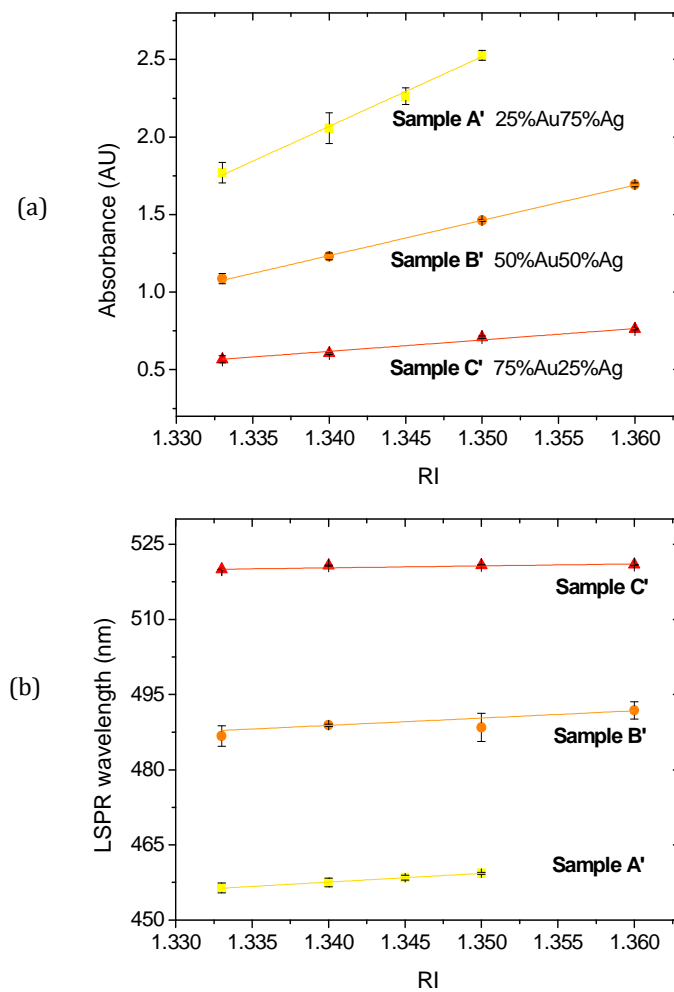 (a)
Absorbance (AU)
2.5
2.0
1.5
1.0
0.5
Sample A' 25%Au75%Ag
Sample B' 50%Au50%Ag
Sample C' 75%Au25%Ag
1.330 1.335 1.340 1.345 1.350 1.355 1.360
RI
(b)
LSPR wavelength (nm)
525
510
495
480
465
450
Sample C'
Sample B'
Sample A'
1.330 1.335 1.340 1.345 1.350 1.355 1.360
RI